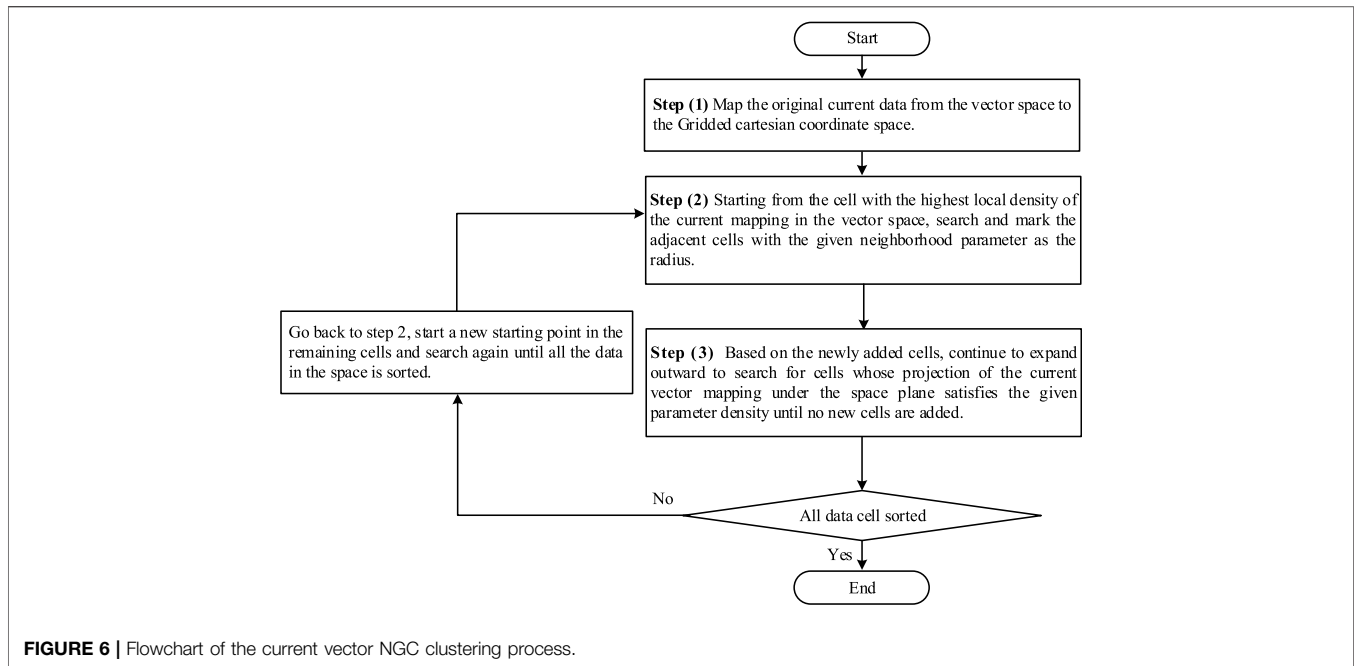 Start
Step (1) Map the original current data from the vector space to
the Gridded cartesian coordinate space.
Step (2) Starting from the cell with the highest local density of
the current mapping in the vector space, search and mark the
adjacent cells with the given neighborhood parameter as the
radius.
Go back to step 2, start a new starting point in the
remaining cells and search again until all the data
in the space is sorted.
Step (3) Based on the newly added cells, continue to expand
outward to search for cells whose projection of the current
vector mapping under the space plane satisfies the given
parameter density until no new cells are added.
No
All data cell sorted
Yes
End
FIGURE 6 | Flowchart of the current vector NGC clustering process.